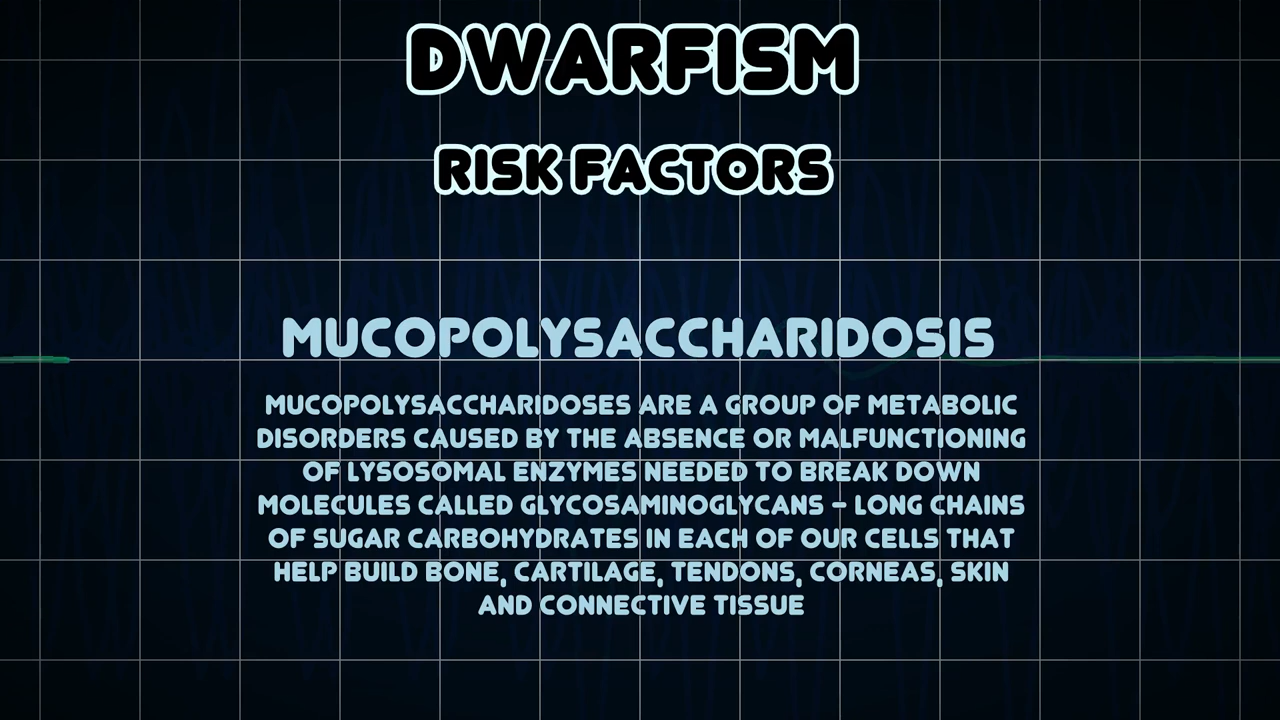 DWARFISM
RISK FACTORS
MUCOPOLYSACCHARIDOSIS
MUCOPOLYSACCHARIDOSES ARE A GROUP OF METABOLIC
DISORDERS CAUSED BY THE ABSENCE OR MALFUNCTIONING
OF LYSOSOMAL ENZYMES NEEDED TO BREAK DOWN
MOLECULES CALLED GLYCOSAMINOGLYCANS – LONG CHAINS
OF SUGAR CARBOHYDRATES IN EACH OF OUR CELLS THAT
HELP BUILD BONE, CARTILAGE, TENDONS, CORNEAS, SKIN
AND CONNECTIVE TISSUE